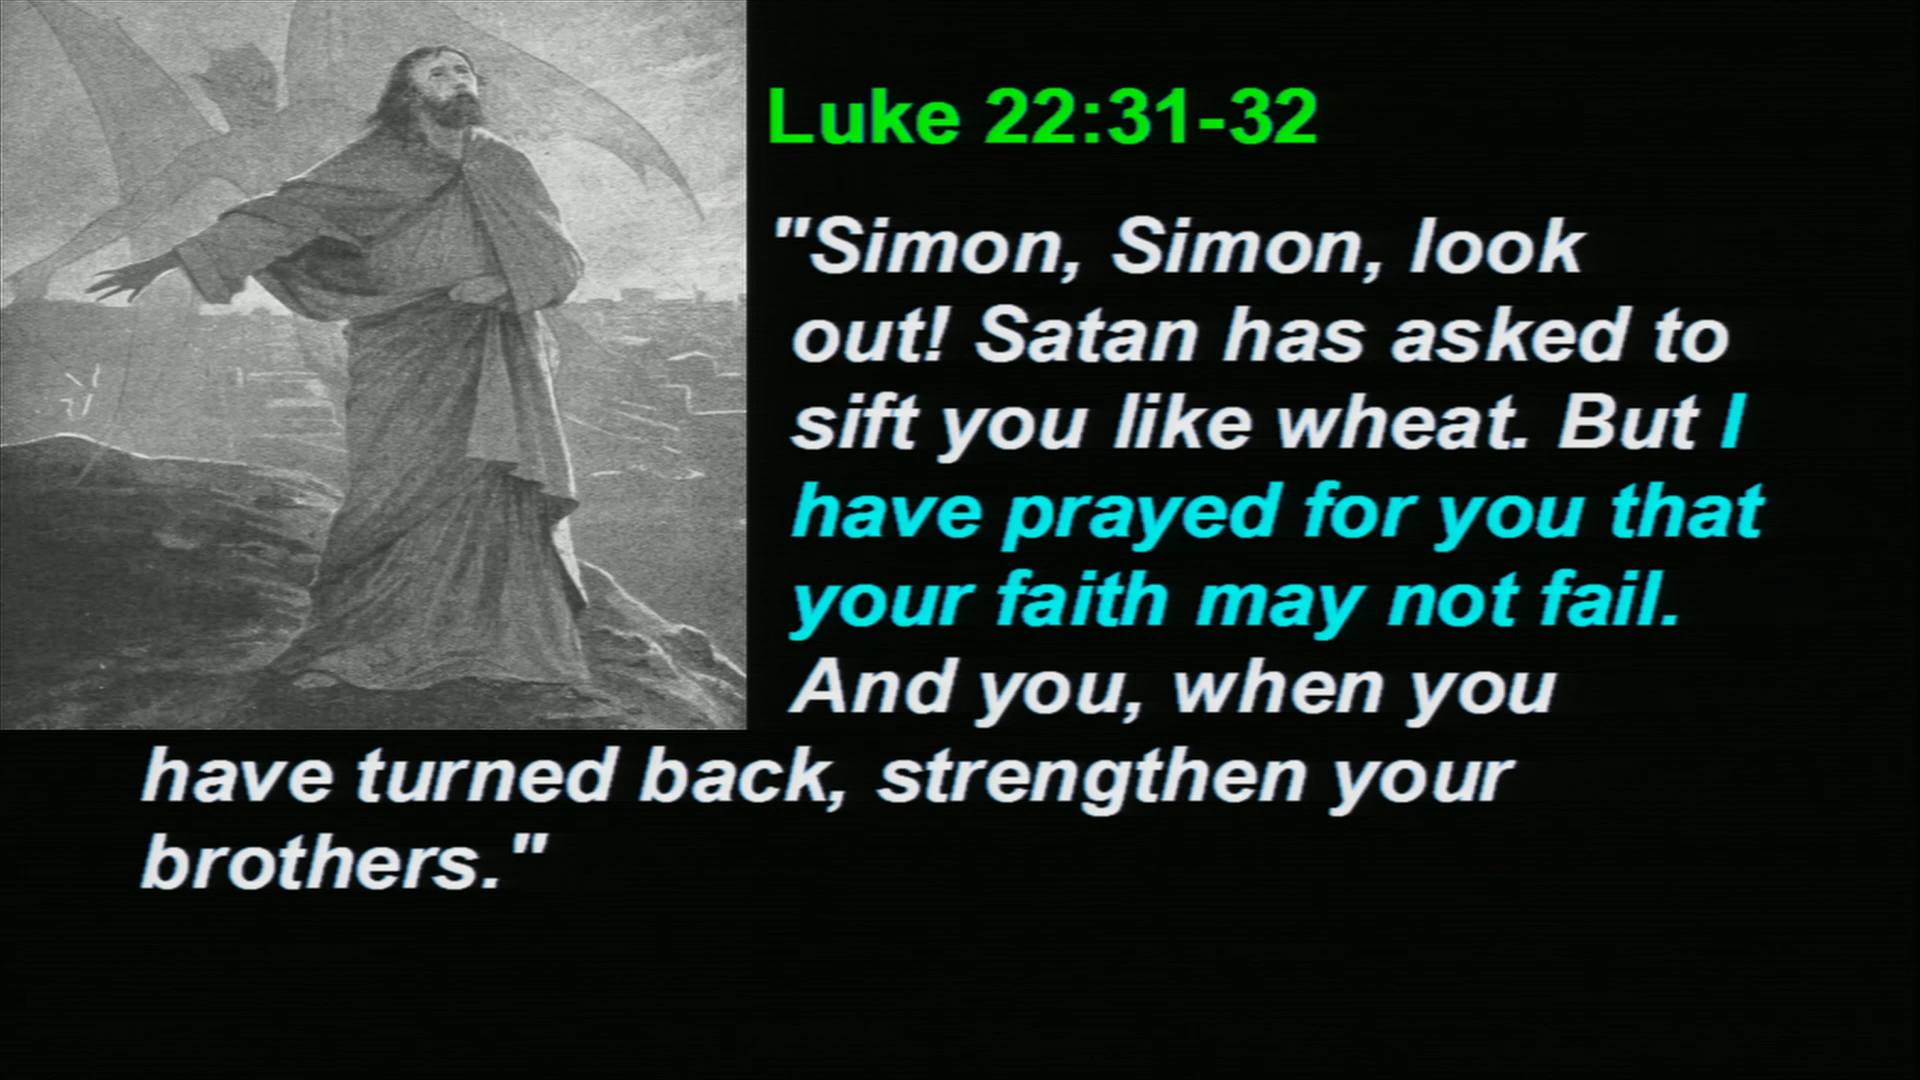 Luke 22:31-32
"Simon, Simon, look
out! Satan has asked to
sift you like wheat. But I
have prayed for you that
your faith may not fail.
And you, when you
have turned back, strengthen your
brothers."